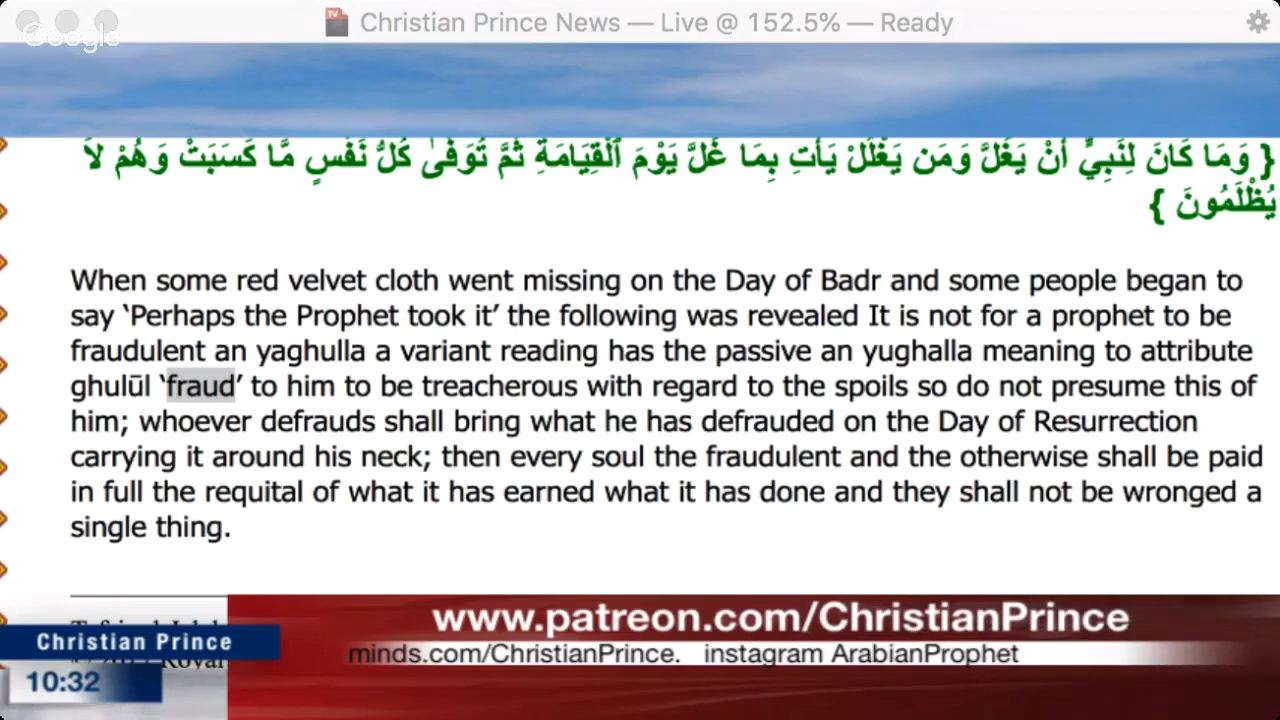 Christian Prince News — Live @ 152.5% — Ready
Google
{ وَمَا كَانَ لِنَبِيٍّ أَنْ يَغُلَّ وَمَن يَغْلُلْ يَأْتِ بِمَا غَلَّ يَوْمَ ٱلْقِيَامَةِ ثُمَّ تُوَفَّىٰ كُلُّ نَفْسٍ مَّا كَسَبَتْ وَهُمْ لاَ
يُظْلَمُونَ }
When some red velvet cloth went missing on the Day of Badr and some people began to
say ‘Perhaps the Prophet took it’ the following was revealed It is not for a prophet to be
fraudulent an yaghulla a variant reading has the passive an yughalla meaning to attribute
ghulūl ‘fraud’ to him to be treacherous with regard to the spoils so do not presume this of
him; whoever defrauds shall bring what he has defrauded on the Day of Resurrection
carrying it around his neck; then every soul the fraudulent and the otherwise shall be paid
in full the requital of what it has earned what it has done and they shall not be wronged a
single thing.
www.patreon.com/ChristianPrince
Christian Prince
minds.com/ChristianPrince. instagram ArabianProphet
10:32